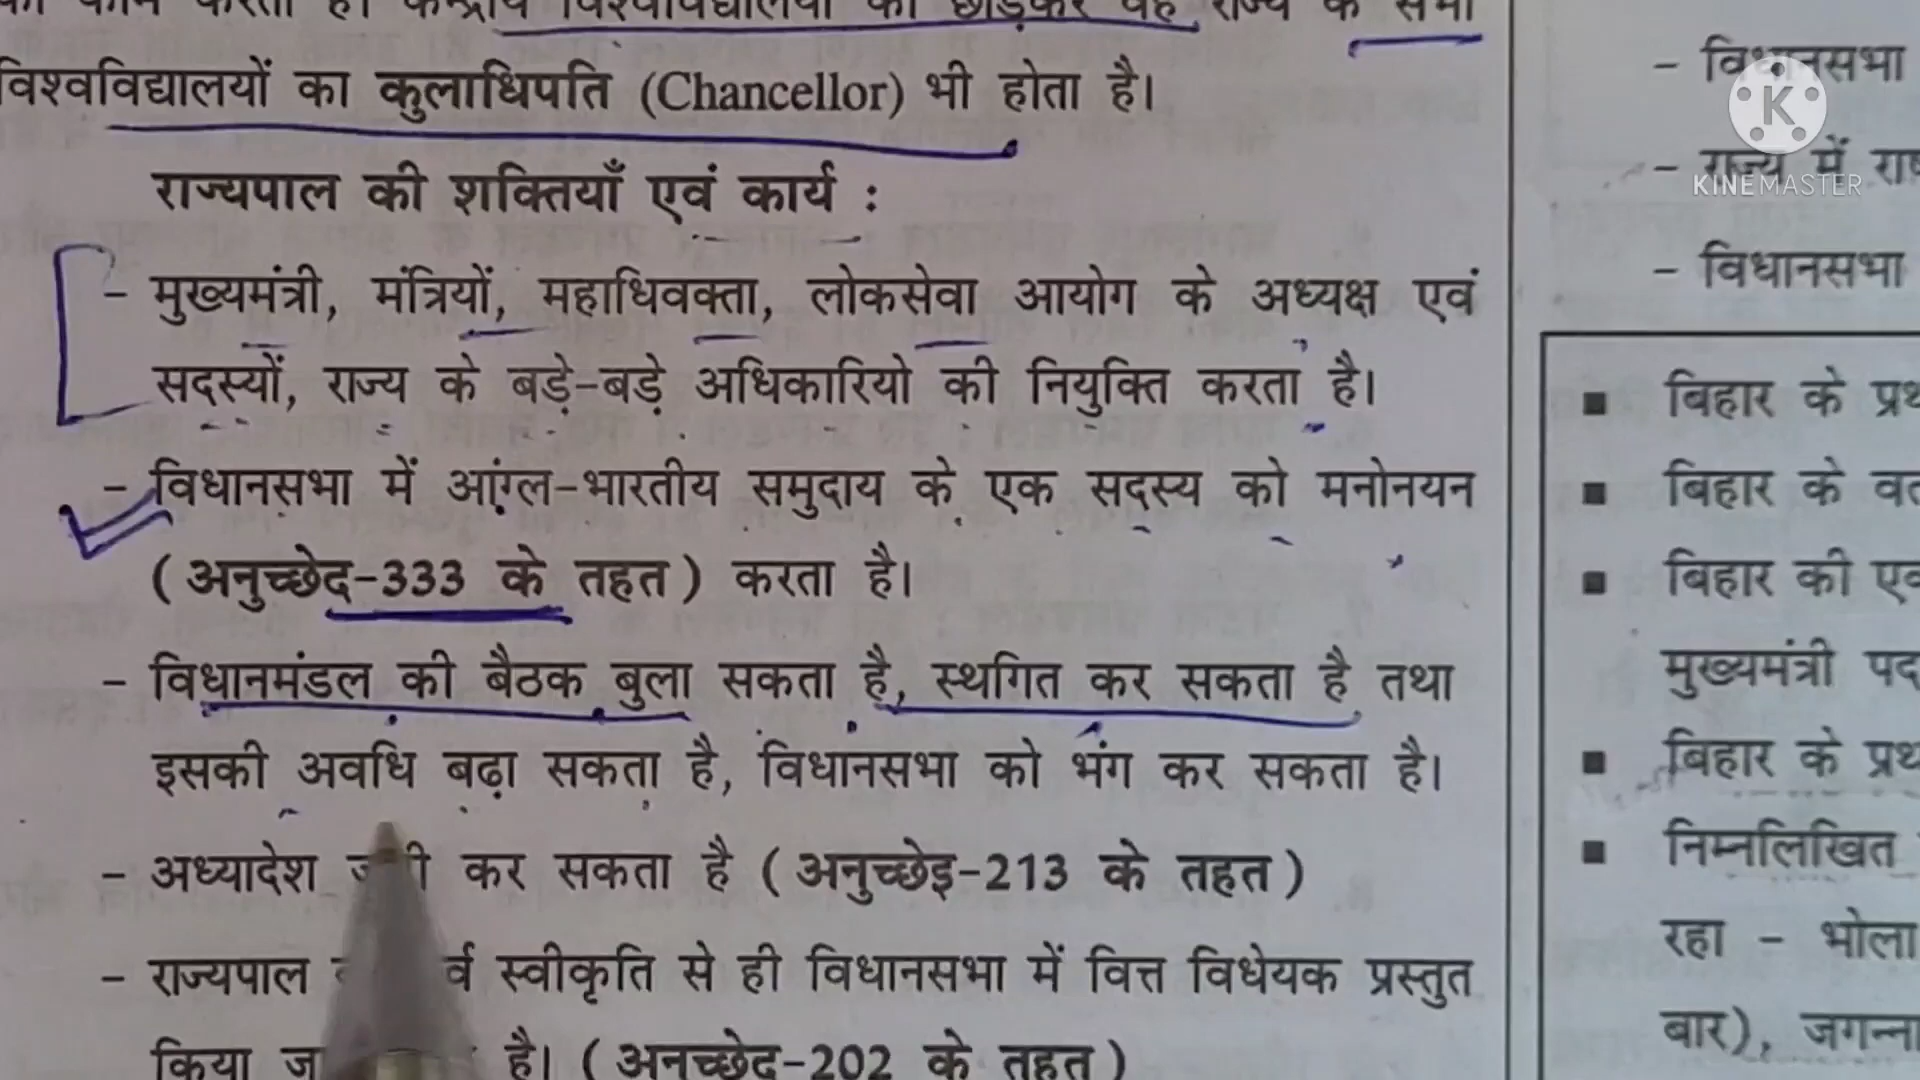 विश्वविद्यालयों का कुलाधिपति (Chancellor) भी होता है।
राज्यपाल की शक्तियाँ एवं कार्य :
- मुख्यमंत्री, मंत्रियों, महाधिवक्ता, लोकसेवा आयोग के अध्यक्ष एवं
सदस्यों, राज्य के बड़े-बड़े अधिकारियो की नियुक्ति करता है।
- विधानसभा में आंग्ल-भारतीय समुदाय के एक सदस्य को मनोनयन
(अनुच्छेद-333 के तहत) करता है।
- विधानमंडल की बैठक बुला सकता है, स्थगित कर सकता है तथा
इसकी अवधि बढ़ा सकता है, विधानसभा को भंग कर सकता है।
- अध्यादेश कर सकता है (अनुच्छेइ-213 के तहत)
- राज्यपाल स्वीकृति से ही विधानसभा में वित्त विधेयक प्रस्तुत
किया है। (अनुच्छेद-202 के तहत)
- विधानसभा
- राज्य में
- विधानसभा
■ बिहार के
■ बिहार के
■ बिहार की
मुख्यमंत्री पद
■ बिहार के
■ निम्नलिखित
रहा - भोला
बार),
K
KINEMASTER